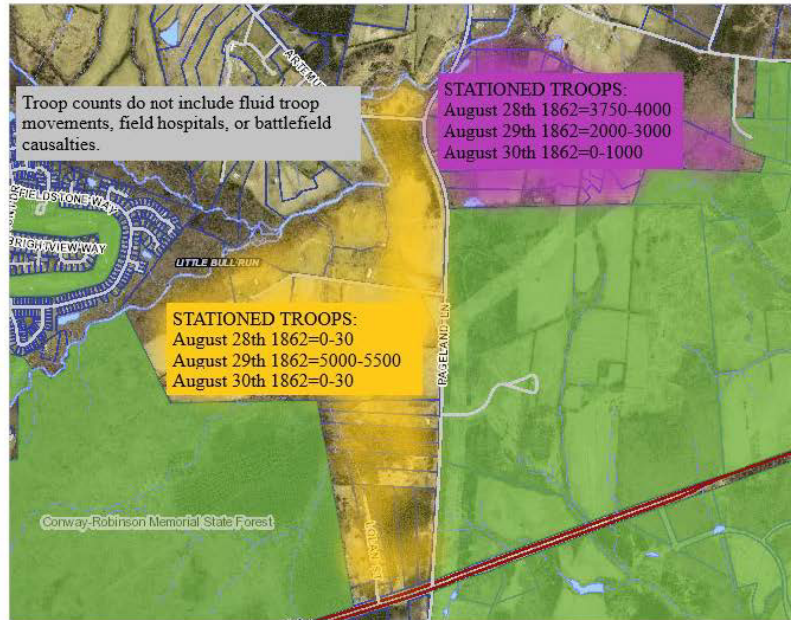 ARTEMU
Troop counts do not include fluid troop
movements, field hospitals, or battlefield
causalties.
STATIONED TROOPS:
August 28th 1862=3750-4000
August 29th 1862=2000-3000
August 30th 1862=0-1000
FIELDSTONE WAY
BRIGHTVIEW WAY
LITTLE BULL RUN
STATIONED TROOPS:
August 28th 1862=0-30
August 29th 1862=5000-5500
August 30th 1862=0-30
PAGELAND LN
Conway-Robinson Memorial State Forest